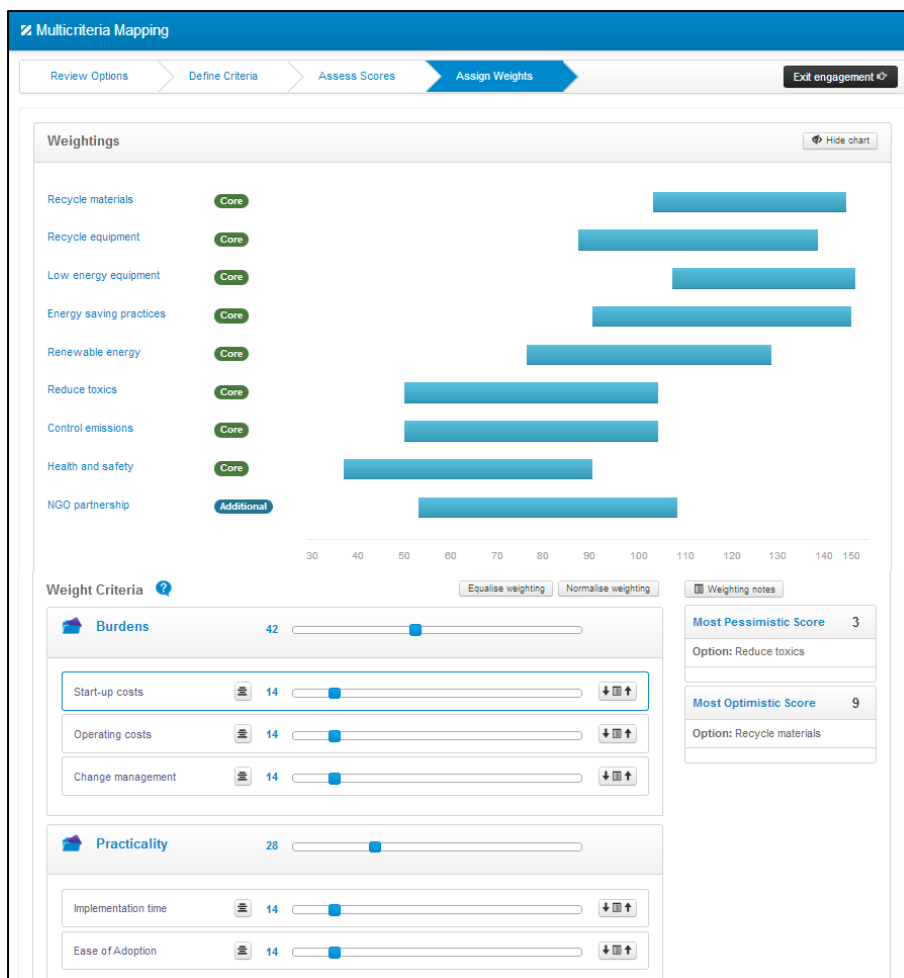 Multicriteria Mapping
Review Options Define Criteria Assess Scores Assign Weights Exit engagement
Weightings Hide chart
Recycle materials Core
Recycle equipment Core
Low energy equipment Core
Energy saving practices Core
Renewable energy Core
Reduce toxics Core
Control emissions Core
Health and safety Core
NGO partnership Additional
30 40 50 60 70 80 90 100 110 120 130 140 150
Weight Criteria ? Equalise weighting Normalise weighting Weighting notes
Burdens 42
Start-up costs 14
Operating costs 14
Change management 14
Practicality 28
Implementation time 14
Ease of Adoption 14
Most Pessimistic Score 3
Option: Reduce toxics
Most Optimistic Score 9
Option: Recycle materials